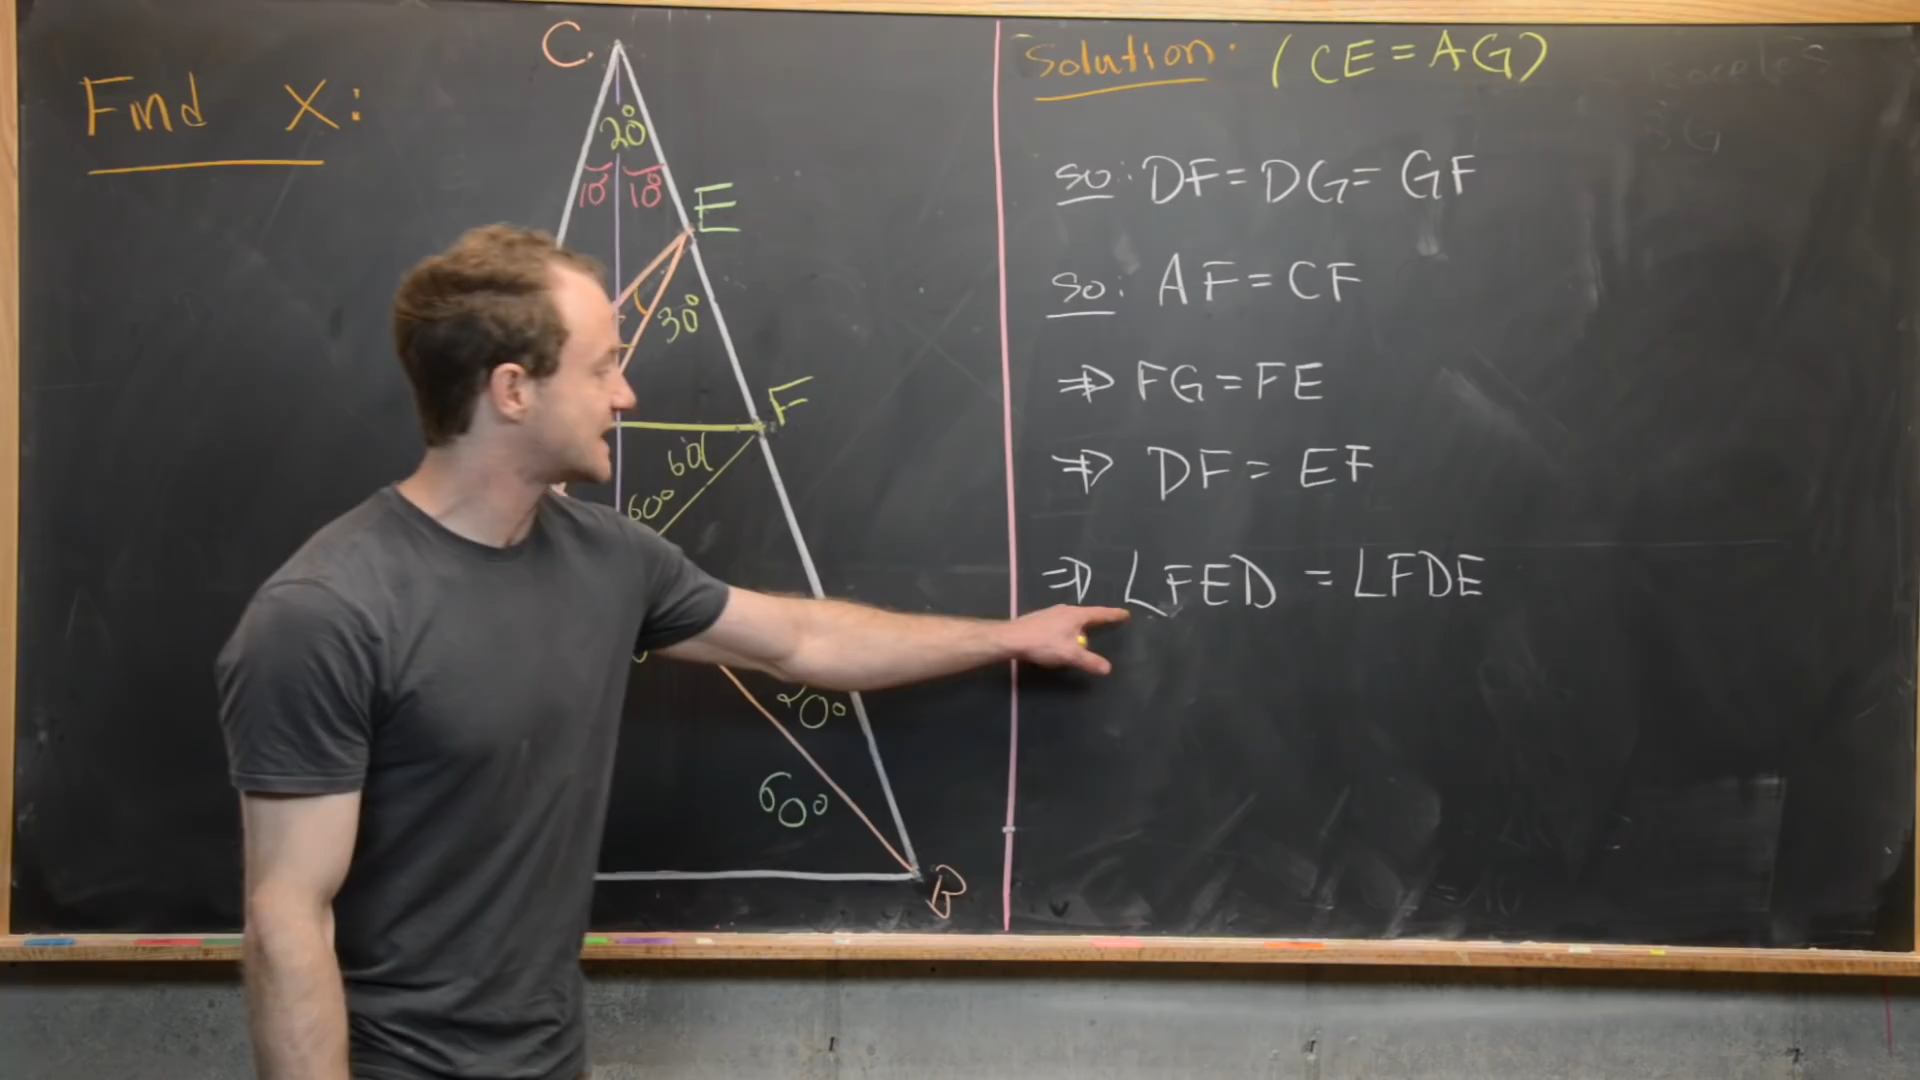 Find X:
C
20°
10°
10°
E
30°
F
60°
60°
20°
60°
B
Solution. (CE=AG)
so: DF=DG=GF
so: AF=CF
⇒ FG=FE
⇒ DF=EF
⇒ ∠FED = ∠FDE